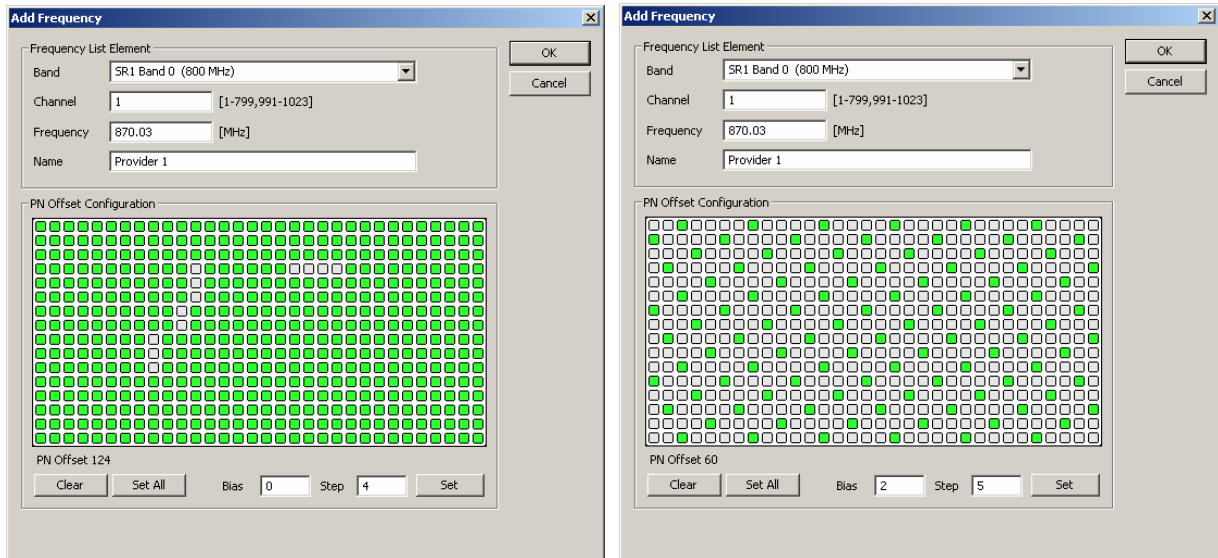 Add Frequency
Frequency List Element
Band SR1 Band 0 (800 MHz)
Channel 1 [1-799,991-1023]
Frequency 870.03 [MHz]
Name Provider 1
OK
Cancel
PN Offset Configuration
PN Offset 124
Clear Set All Bias 0 Step 4 Set
Add Frequency
Frequency List Element
Band SR1 Band 0 (800 MHz)
Channel 1 [1-799,991-1023]
Frequency 870.03 [MHz]
Name Provider 1
OK
Cancel
PN Offset Configuration
PN Offset 60
Clear Set All Bias 2 Step 5 Set